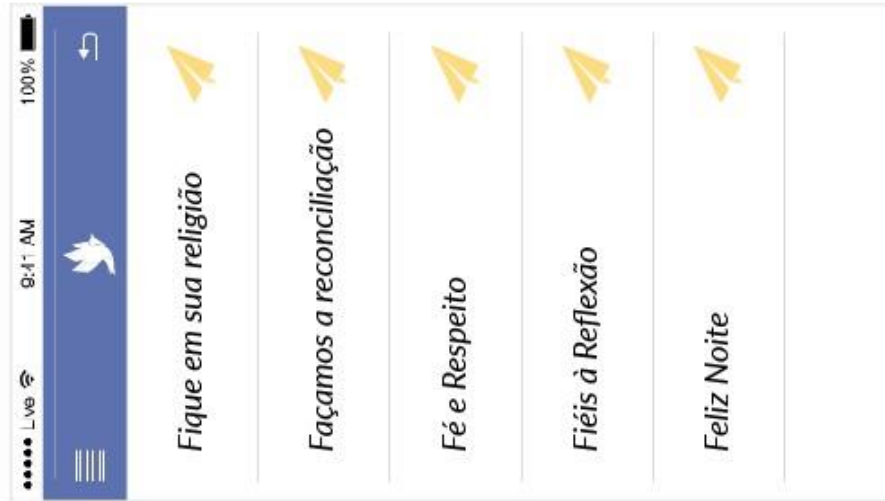 Live 9:41 AM 100%
Fique em sua religião
Façamos a reconciliação
Fé e Respeito
Fiéis à Reflexão
Feliz Noite